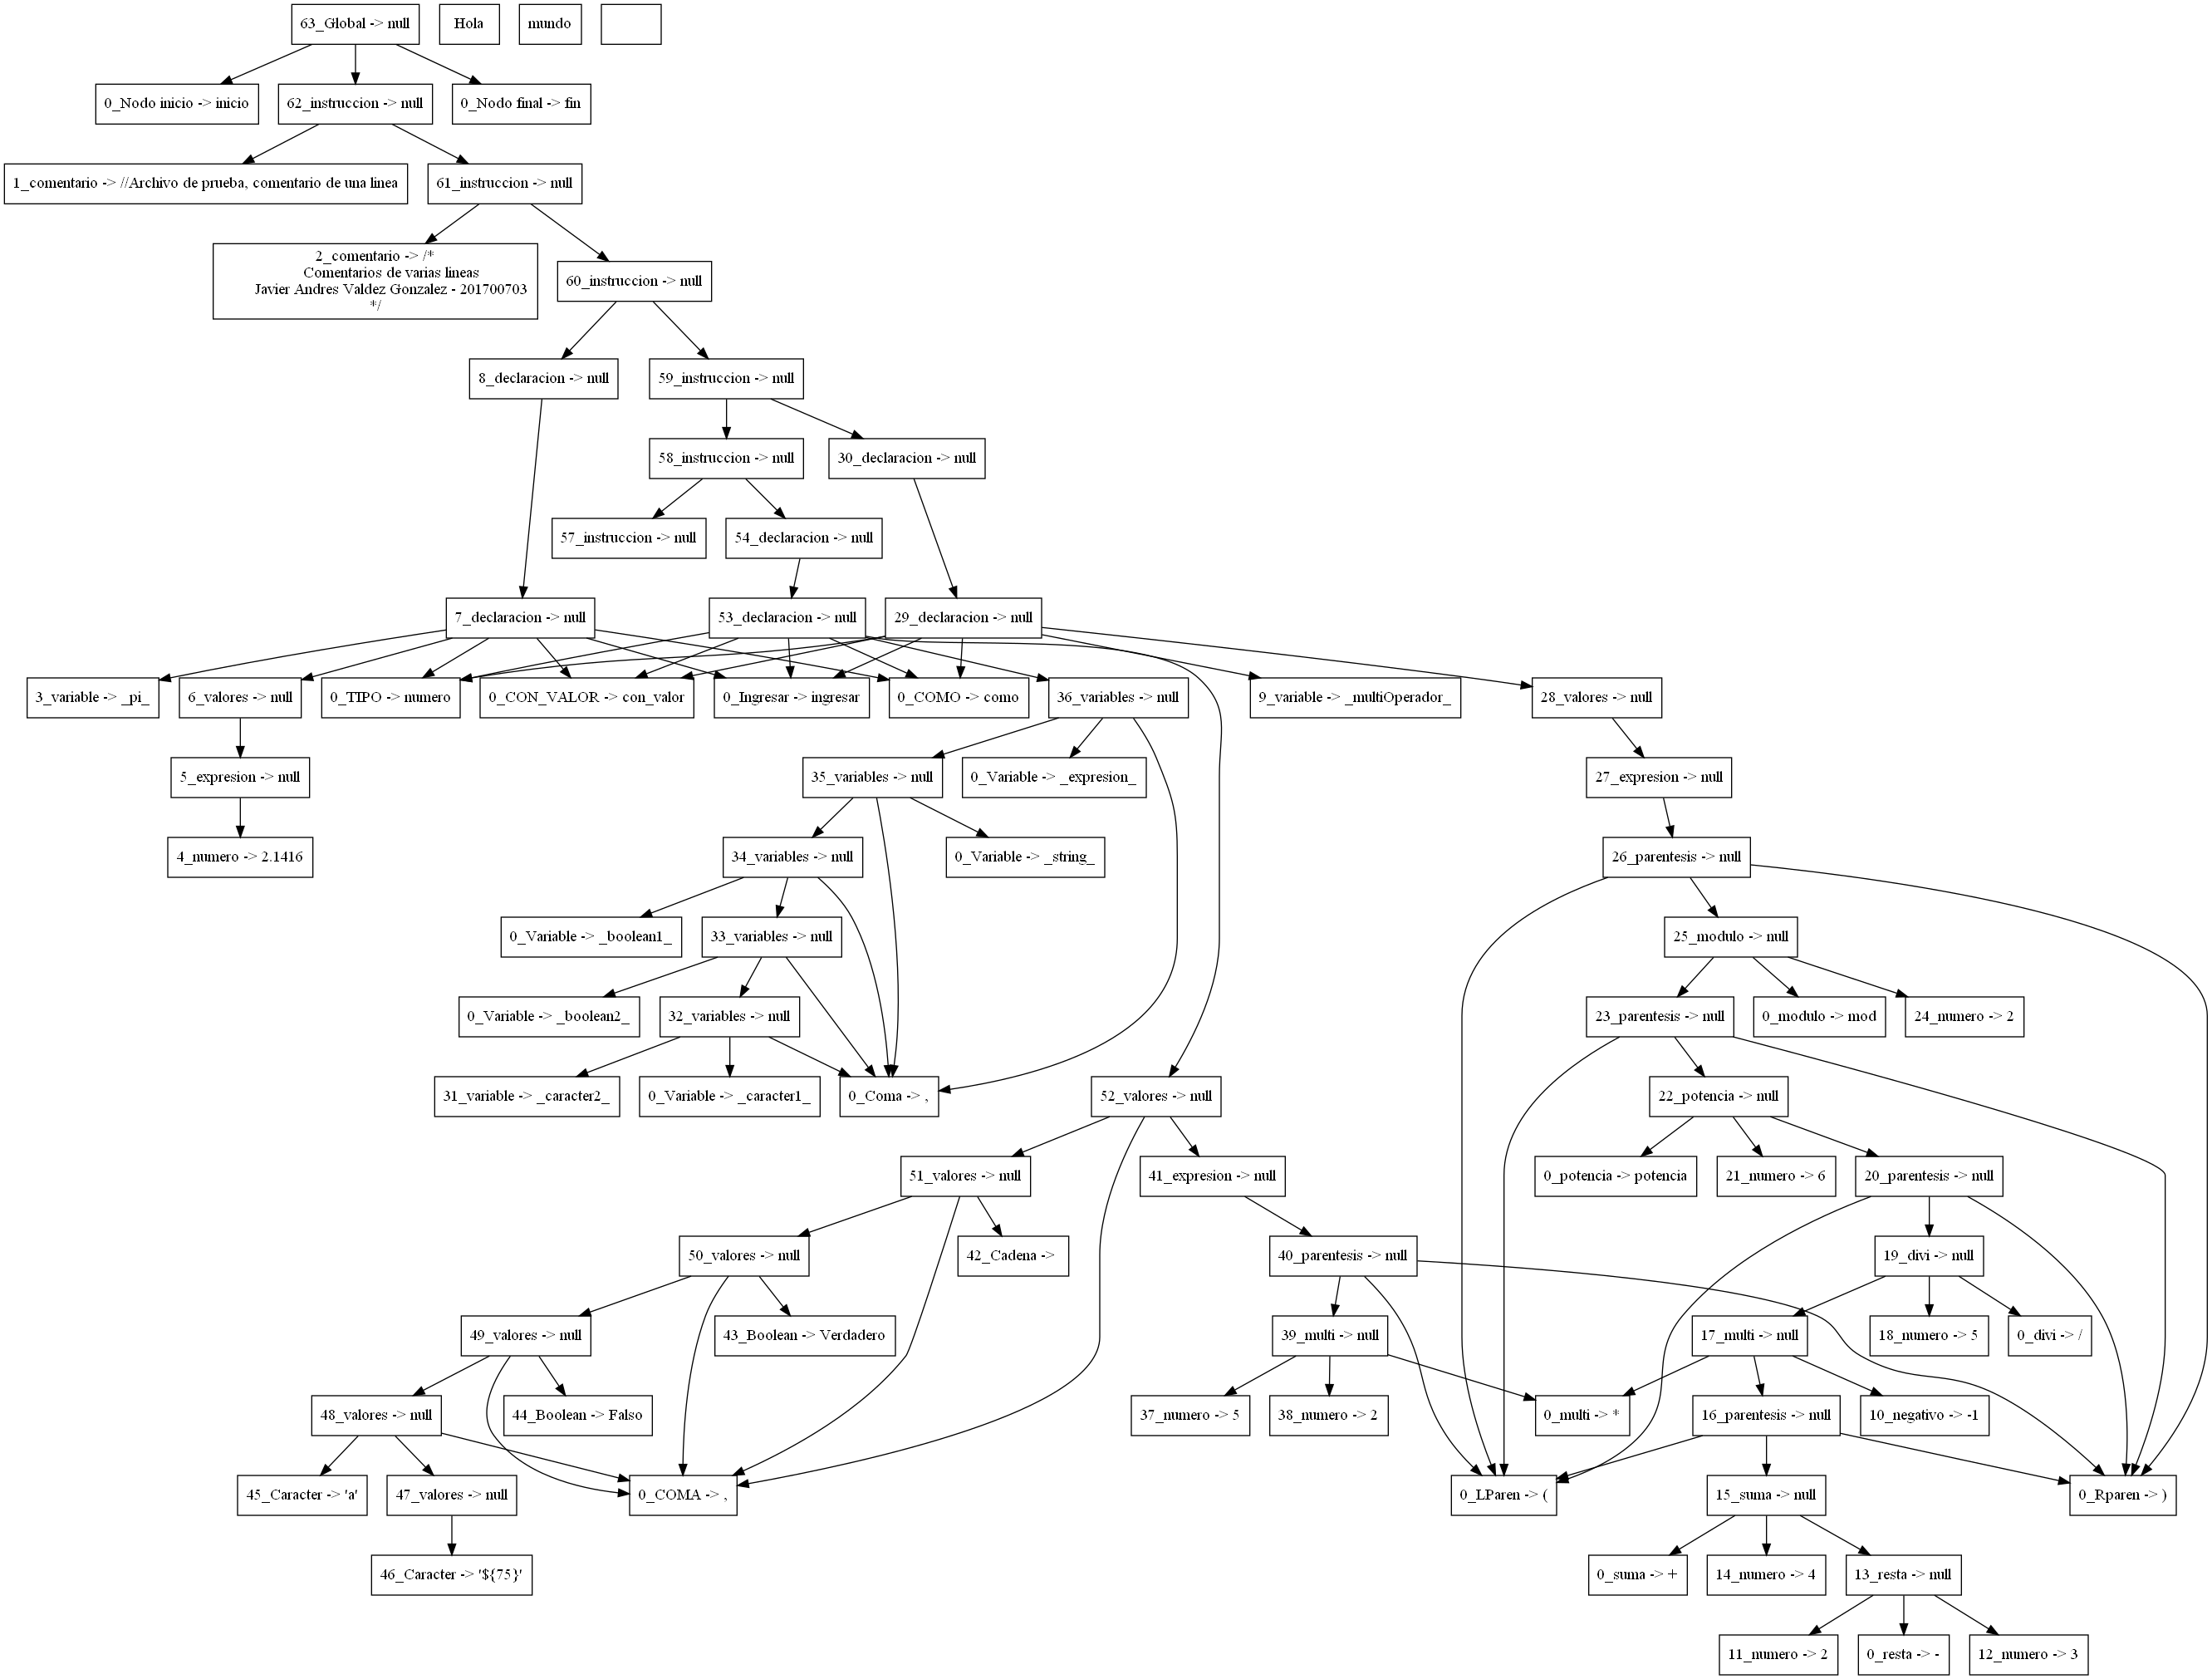 63_Global -> null
Hola
mundo
0_Nodo inicio -> inicio
62_instruccion -> null
0_Nodo final -> fin
1_comentario -> //Archivo de prueba, comentario de una linea
61_instruccion -> null
2_comentario -> /*
Comentarios de varias lineas
Javier Andres Valdez Gonzalez - 201700703
*/
60_instruccion -> null
8_declaracion -> null
59_instruccion -> null
58_instruccion -> null
30_declaracion -> null
57_instruccion -> null
54_declaracion -> null
7_declaracion -> null
53_declaracion -> null
29_declaracion -> null
3_variable -> _pi_
6_valores -> null
0_TIPO -> numero
0_CON_VALOR -> con_valor
0_Ingresar -> ingresar
0_COMO -> como
36_variables -> null
9_variable -> _multiOperador_
28_valores -> null
5_expresion -> null
35_variables -> null
0_Variable -> _expresion_
27_expresion -> null
4_numero -> 2.1416
34_variables -> null
0_Variable -> _string_
26_parentesis -> null
0_Variable -> _boolean1_
33_variables -> null
25_modulo -> null
0_Variable -> _boolean2_
32_variables -> null
23_parentesis -> null
0_modulo -> mod
24_numero -> 2
31_variable -> _caracter2_
0_Variable -> _caracter1_
0_Coma -> ,
52_valores -> null
22_potencia -> null
51_valores -> null
41_expresion -> null
0_potencia -> potencia
21_numero -> 6
20_parentesis -> null
50_valores -> null
42_Cadena ->
40_parentesis -> null
19_divi -> null
49_valores -> null
43_Boolean -> Verdadero
39_multi -> null
17_multi -> null
18_numero -> 5
0_divi -> /
48_valores -> null
44_Boolean -> Falso
37_numero -> 5
38_numero -> 2
0_multi -> *
16_parentesis -> null
10_negativo -> -1
45_Caracter -> 'a'
47_valores -> null
0_COMA -> ,
0_LParen -> (
15_suma -> null
0_Rparen -> )
46_Caracter -> '${75}'
0_suma -> +
14_numero -> 4
13_resta -> null
11_numero -> 2
0_resta -> -
12_numero -> 3